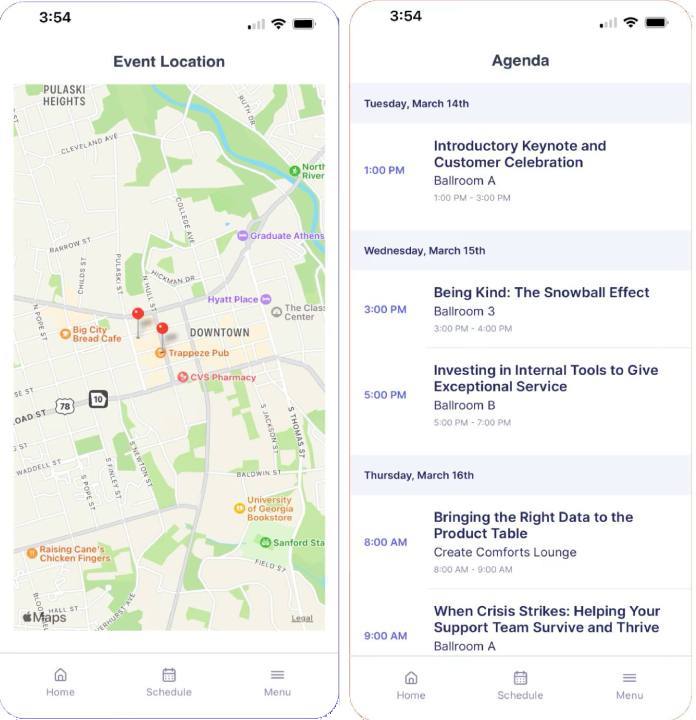 3:54
Event Location
PULASKI
HEIGHTS
RUTH DR
CLEVELAND AVE
North
River
COLLEGE AVE
Graduate Athens
BARROW ST
CHILDS ST
PULASKI ST
HICKMAN DR
N HULL ST
Hyatt Place
The Clas
Center
N POPE ST
Big City
Bread Cafe
DOWNTOWN
Trappeze Pub
CVS Pharmacy
10
78
OAD ST
S JACKSON ST
S THOMAS ST
WADDELL ST
S FINLEY ST
S NEWTON ST
S POPE ST
BALDWIN ST
University
of Georgia
Bookstore
Sanford Sta
Raising Cane's
Chicken Fingers
FIELD ST
HALL ST
Maps
Legal
Home
Schedule
Menu
3:54
Agenda
Tuesday, March 14th
1:00 PM
Introductory Keynote and
Customer Celebration
Ballroom A
1:00 PM - 3:00 PM
Wednesday, March 15th
3:00 PM
Being Kind: The Snowball Effect
Ballroom 3
3:00 PM - 4:00 PM
5:00 PM
Investing in Internal Tools to Give
Exceptional Service
Ballroom B
5:00 PM - 7:00 PM
Thursday, March 16th
8:00 AM
Bringing the Right Data to the
Product Table
Create Comforts Lounge
8:00 AM - 9:00 AM
9:00 AM
When Crisis Strikes: Helping Your
Support Team Survive and Thrive
Ballroom A
Home
Schedule
Menu